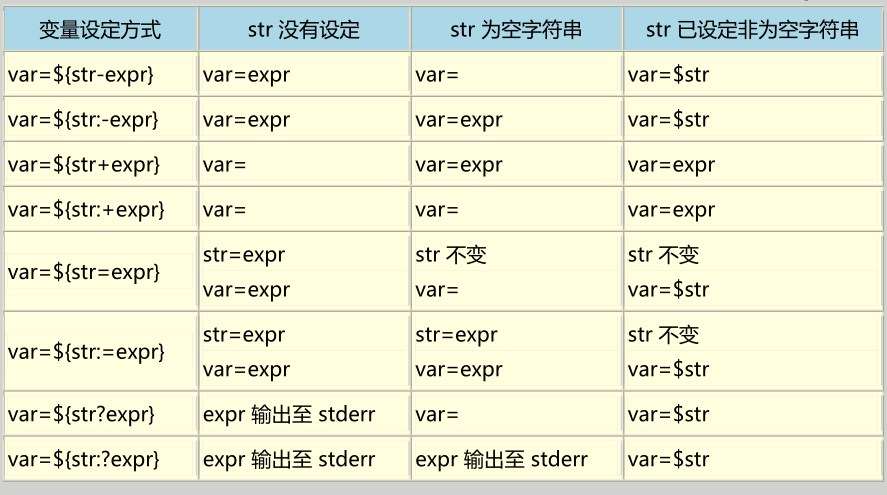 变量设定方式 str 没有设定 str 为空字符串 str 已设定非为空字符串
var=${str-expr} var=expr var= var=$str
var=${str:-expr} var=expr var=expr var=$str
var=${str+expr} var= var=expr var=expr
var=${str:+expr} var= var= var=expr
var=${str=expr} str=expr str 不变 str 不变
var=expr var= var=$str
var=${str:=expr} str=expr str=expr str 不变
var=expr var=expr var=$str
var=${str?expr} expr 输出至 stderr var= var=$str
var=${str:?expr} expr 输出至 stderr expr 输出至 stderr var=$str